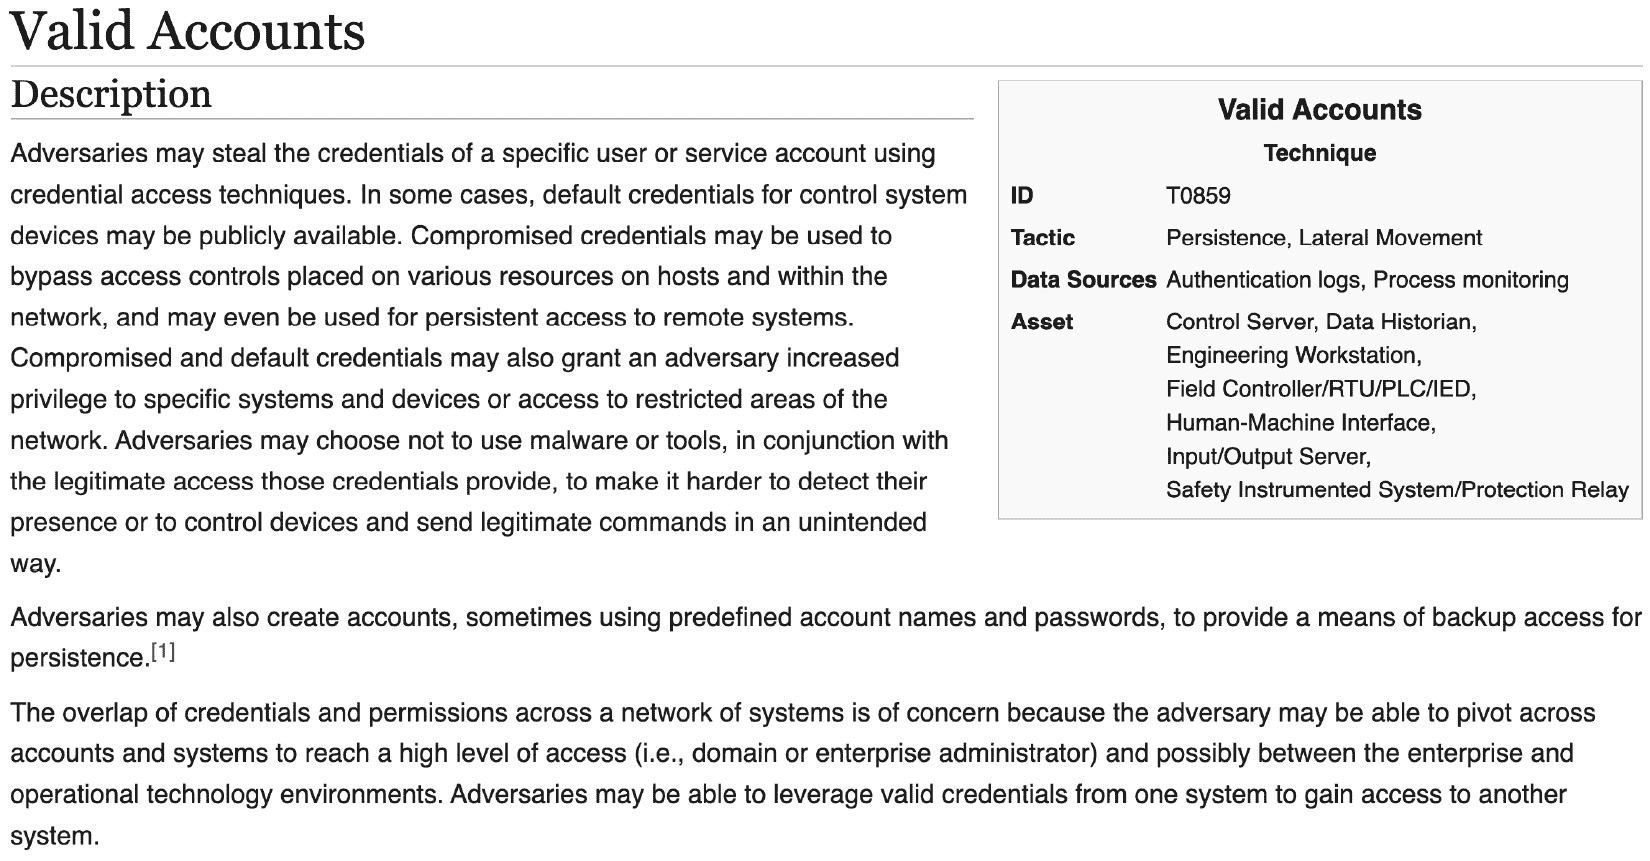 Valid Accounts
Description
Adversaries may steal the credentials of a specific user or service account using
credential access techniques. In some cases, default credentials for control system
devices may be publicly available. Compromised credentials may be used to
bypass access controls placed on various resources on hosts and within the
network, and may even be used for persistent access to remote systems.
Compromised and default credentials may also grant an adversary increased
privilege to specific systems and devices or access to restricted areas of the
network. Adversaries may choose not to use malware or tools, in conjunction with
the legitimate access those credentials provide, to make it harder to detect their
presence or to control devices and send legitimate commands in an unintended
way.
Valid Accounts
Technique
ID T0859
Tactic Persistence, Lateral Movement
Data Sources Authentication logs, Process monitoring
Asset Control Server, Data Historian,
Engineering Workstation,
Field Controller/RTU/PLC/IED,
Human-Machine Interface,
Input/Output Server,
Safety Instrumented System/Protection Relay
Adversaries may also create accounts, sometimes using predefined account names and passwords, to provide a means of backup access for
persistence.[1]
The overlap of credentials and permissions across a network of systems is of concern because the adversary may be able to pivot across
accounts and systems to reach a high level of access (i.e., domain or enterprise administrator) and possibly between the enterprise and
operational technology environments. Adversaries may be able to leverage valid credentials from one system to gain access to another
system.